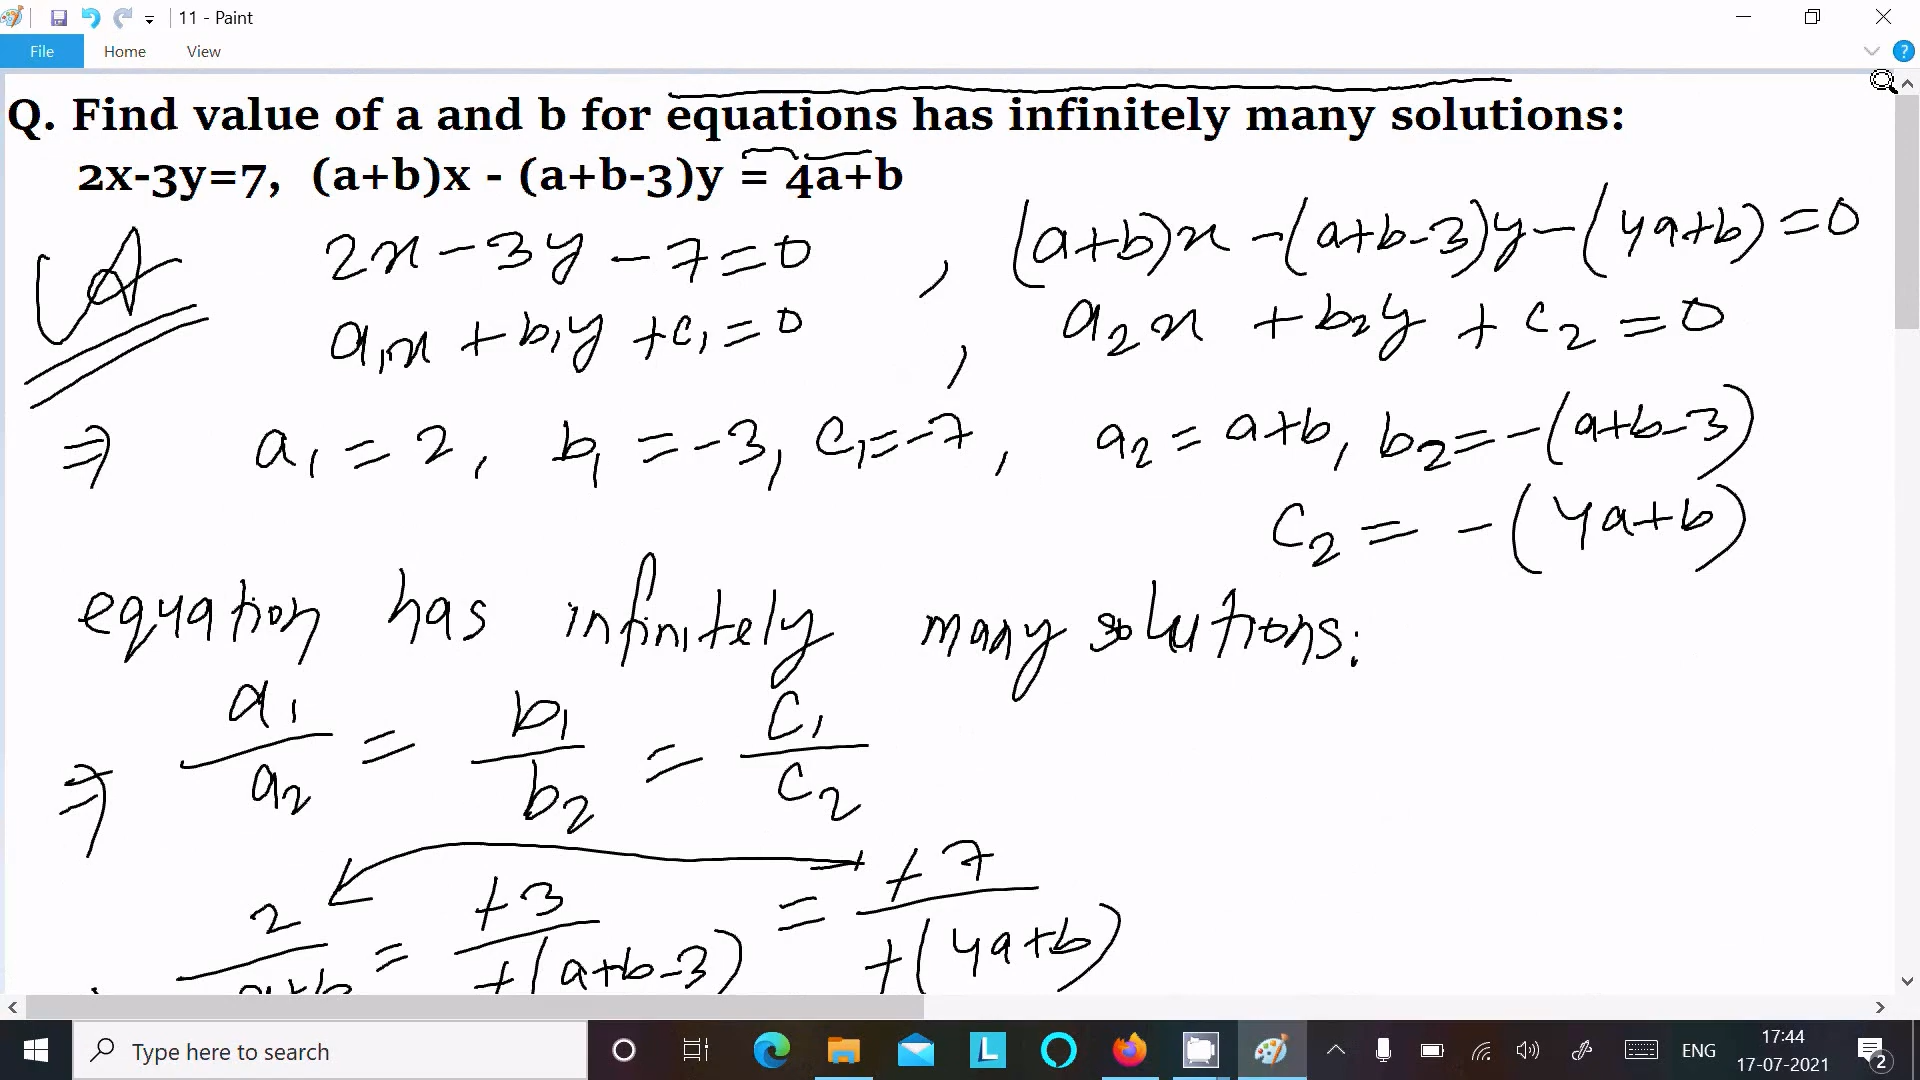 11 - Paint
File Home View
Q. Find value of a and b for equations has infinitely many solutions:
2x-3y=7, (a+b)x - (a+b-3)y = 4a+b
2x - 3y - 7 = 0 , (a+b)x - (a+b-3)y - (4a+b) = 0
a₁x + b₁y + c₁ = 0 , a₂x + b₂y + c₂ = 0
⇒ a₁ = 2, b₁ = -3, c₁ = -7, a₂ = a+b, b₂ = -(a+b-3)
c₂ = -(4a+b)
equation has infinitely many solutions:
⇒ a₁/a₂ = b₁/b₂ = c₁/c₂
2/a+b = +3/+(a+b-3) = +7/+(4a+b)
Type here to search
ENG
17:44
17-07-2021
2